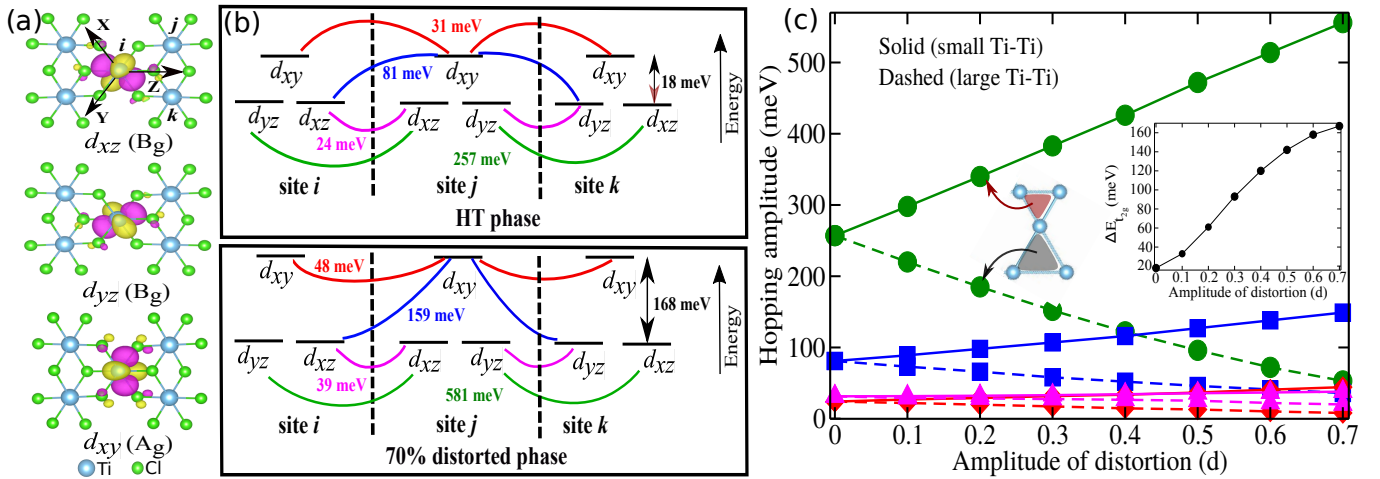 (a)
X
i
j
Z
Y
k
d_xz (B_g)
d_yz (B_g)
d_xy (A_g)
Ti Cl
(b)
31 meV
d_xy d_xy d_xy
81 meV
18 meV
Energy
d_yz d_xz d_xz d_yz d_yz d_xz
24 meV
257 meV
site i site j site k
HT phase
48 meV
d_xy d_xy d_xy
159 meV
168 meV
Energy
d_yz d_xz d_xz d_yz d_yz d_xz
39 meV
581 meV
site i site j site k
70% distorted phase
(c)
Solid (small Ti-Ti)
Dashed (large Ti-Ti)
Hopping amplitude (meV)
500
400
300
200
100
0
0 0.1 0.2 0.3 0.4 0.5 0.6 0.7
Amplitude of distortion (d)
ΔE_t2g (meV)
160
140
120
100
80
60
40
20
0 0.1 0.2 0.3 0.4 0.5 0.6 0.7
Amplitude of distortion (d)